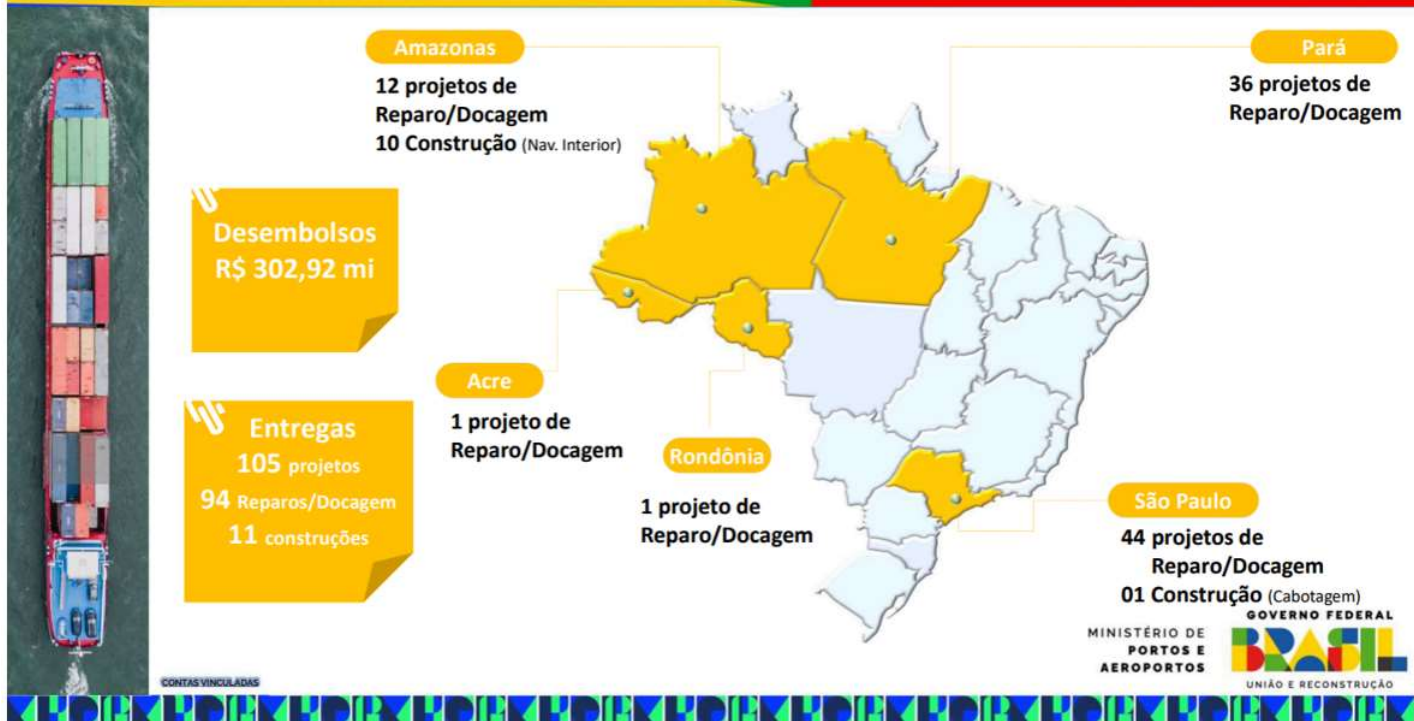 Amazonas
12 projetos de
Reparo/Docagem
10 Construção (Nav. Interior)
Pará
36 projetos de
Reparo/Docagem
Desembolsos
R$ 302,92 mi
Entregas
105 projetos
94 Reparos/Docagem
11 construções
Acre
1 projeto de
Reparo/Docagem
Rondônia
1 projeto de
Reparo/Docagem
São Paulo
44 projetos de
Reparo/Docagem
01 Construção (Cabotagem)
CONTAS VINCULADAS
MINISTÉRIO DE
PORTOS E
AEROPORTOS
GOVERNO FEDERAL
BRASIL
UNIÃO E RECONSTRUÇÃO